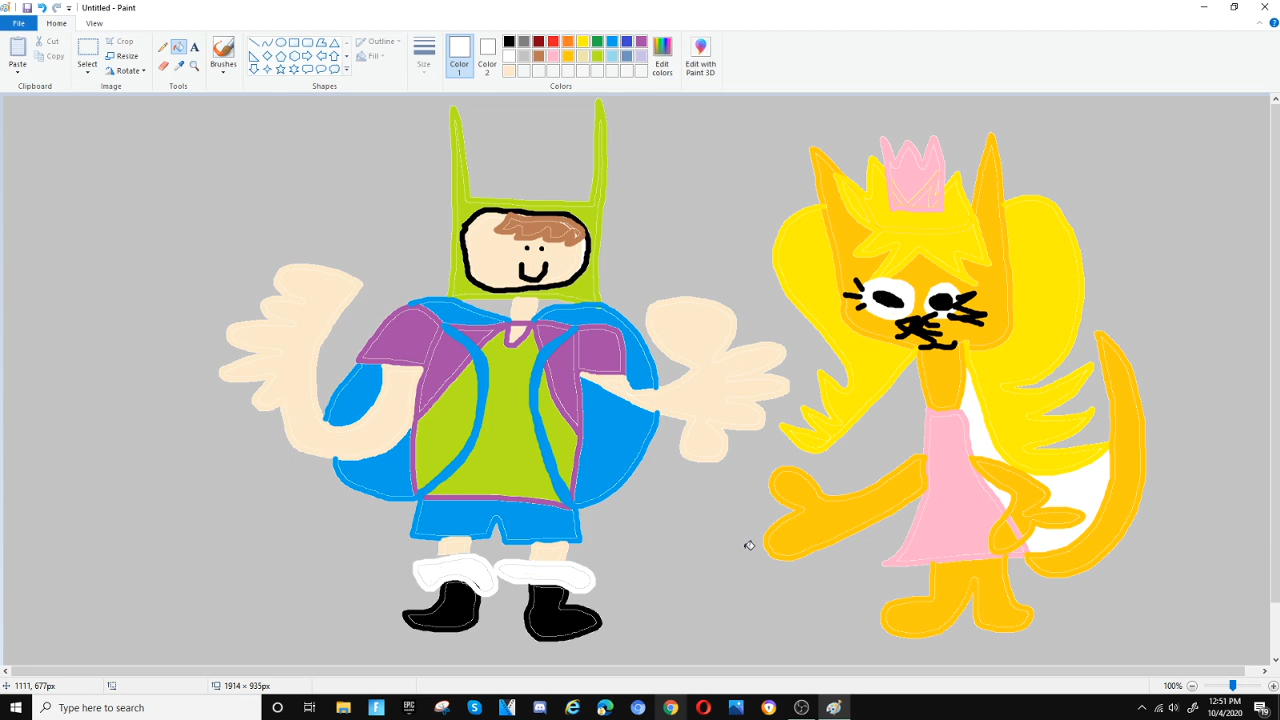 Untitled - Paint
File Home View
Paste
Cut
Copy
Clipboard
Select
Crop
Resize
Rotate
Image
A
Tools
Brushes
Outline
Fill
Shapes
Size
Color
1
Color
2
Edit
colors
Colors
Edit with
Paint 3D
1111, 677px
1914 × 935px
100%
Type here to search
EPIC
12:51 PM
10/4/2020
19